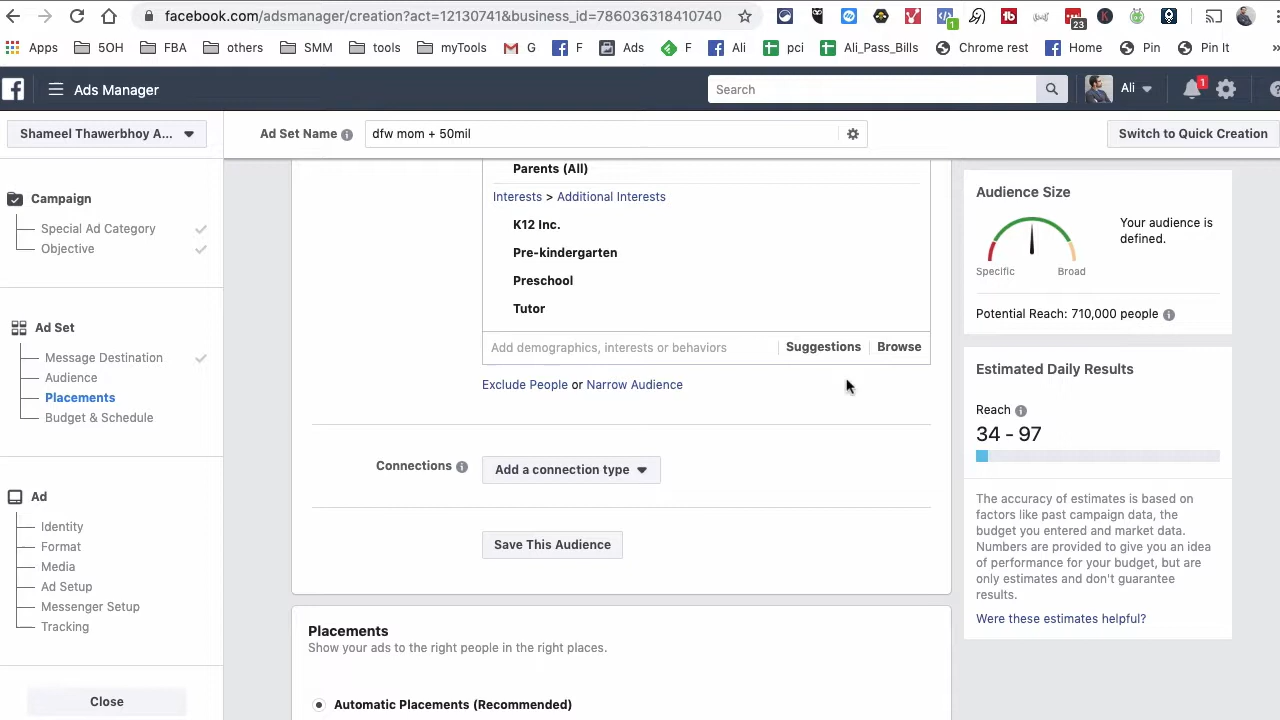 facebook.com/adsmanager/creation?act=12130741&business_id=786036318410740
1
23
Apps
5OH
FBA
others
SMM
tools
myTools
G
F
Ads
F
Ali
pci
Ali_Pass_Bills
Chrome rest
Home
Pin
Pin It
»
Ads Manager
Search
Ali
1
Shameel Thawerbhoy A...
Ad Set Name
dfw mom + 50mil
Switch to Quick Creation
Campaign
Special Ad Category
Objective
Ad Set
Message Destination
Audience
Placements
Budget & Schedule
Ad
Identity
Format
Media
Ad Setup
Messenger Setup
Tracking
Close
Parents (All)
Interests > Additional Interests
K12 Inc.
Pre-kindergarten
Preschool
Tutor
Add demographics, interests or behaviors
Suggestions
Browse
Exclude People or Narrow Audience
Connections
Add a connection type
Save This Audience
Placements
Show your ads to the right people in the right places.
Automatic Placements (Recommended)
Audience Size
Your audience is
defined.
Specific
Broad
Potential Reach: 710,000 people
Estimated Daily Results
Reach
34 - 97
The accuracy of estimates is based on
factors like past campaign data, the
budget you entered and market data.
Numbers are provided to give you an idea
of performance for your budget, but are
only estimates and don't guarantee
results.
Were these estimates helpful?